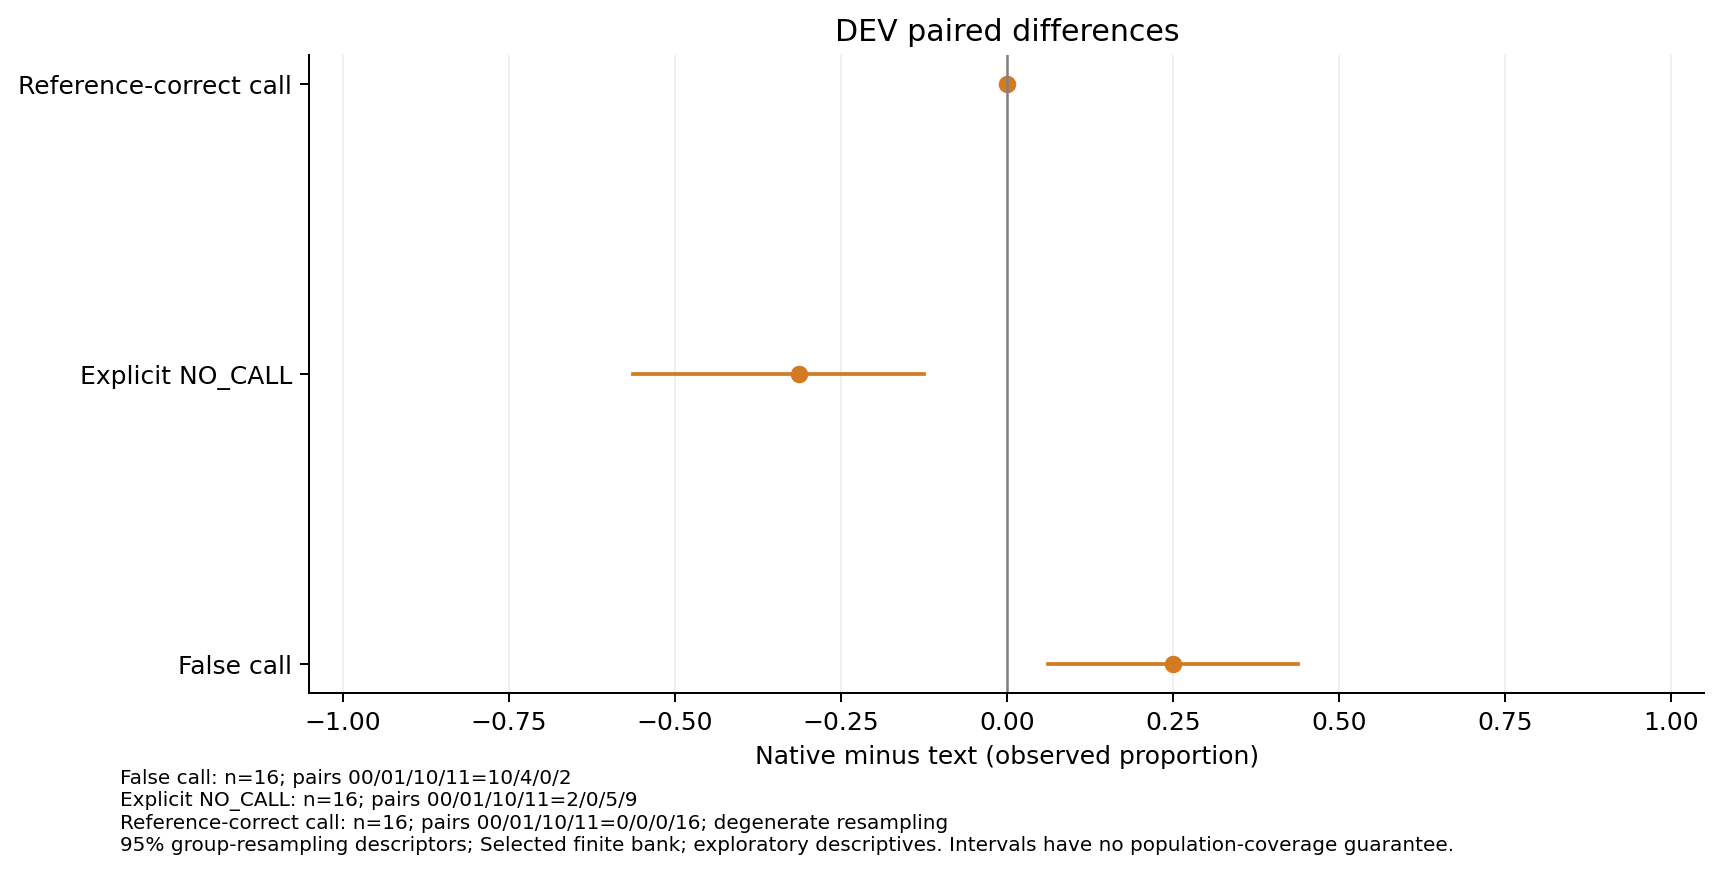 DEV paired differences
Reference-correct call
Explicit NO_CALL
False call
−1.00 −0.75 −0.50 −0.25 0.00 0.25 0.50 0.75 1.00
Native minus text (observed proportion)
False call: n=16; pairs 00/01/10/11=10/4/0/2
Explicit NO_CALL: n=16; pairs 00/01/10/11=2/0/5/9
Reference-correct call: n=16; pairs 00/01/10/11=0/0/0/16; degenerate resampling
95% group-resampling descriptors; Selected finite bank; exploratory descriptives. Intervals have no population-coverage guarantee.